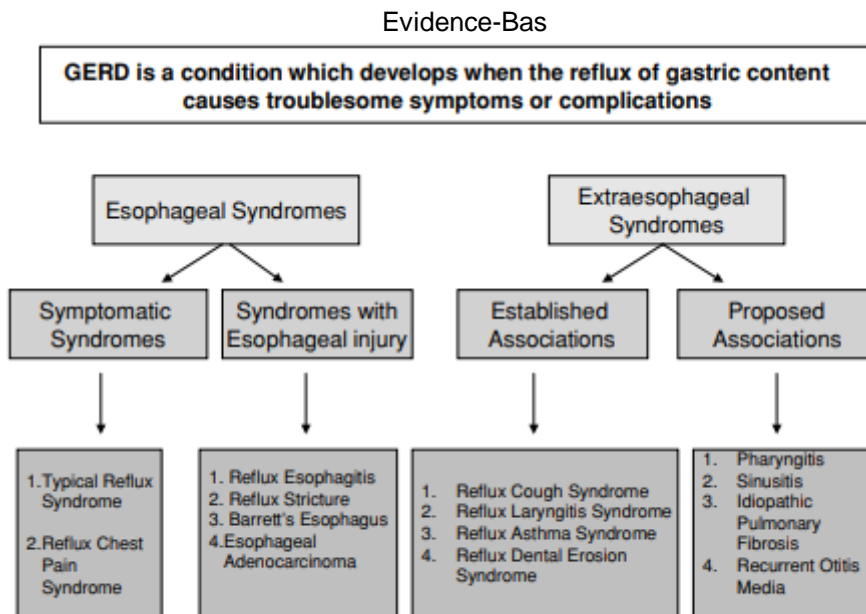 Evidence-Bas
GERD is a condition which develops when the reflux of gastric content
causes troublesome symptoms or complications
Esophageal Syndromes
Extraesophageal
Syndromes
Symptomatic
Syndromes
Syndromes with
Esophageal injury
Established
Associations
Proposed
Associations
1.Typical Reflux
Syndrome
2.Reflux Chest
Pain
Syndrome
1. Reflux Esophagitis
2. Reflux Stricture
3. Barrett's Esophagus
4.Esophageal
Adenocarcinoma
1. Reflux Cough Syndrome
2. Reflux Laryngitis Syndrome
3. Reflux Asthma Syndrome
4. Reflux Dental Erosion
Syndrome
1. Pharyngitis
2. Sinusitis
3. Idiopathic
Pulmonary
Fibrosis
4. Recurrent Otitis
Media